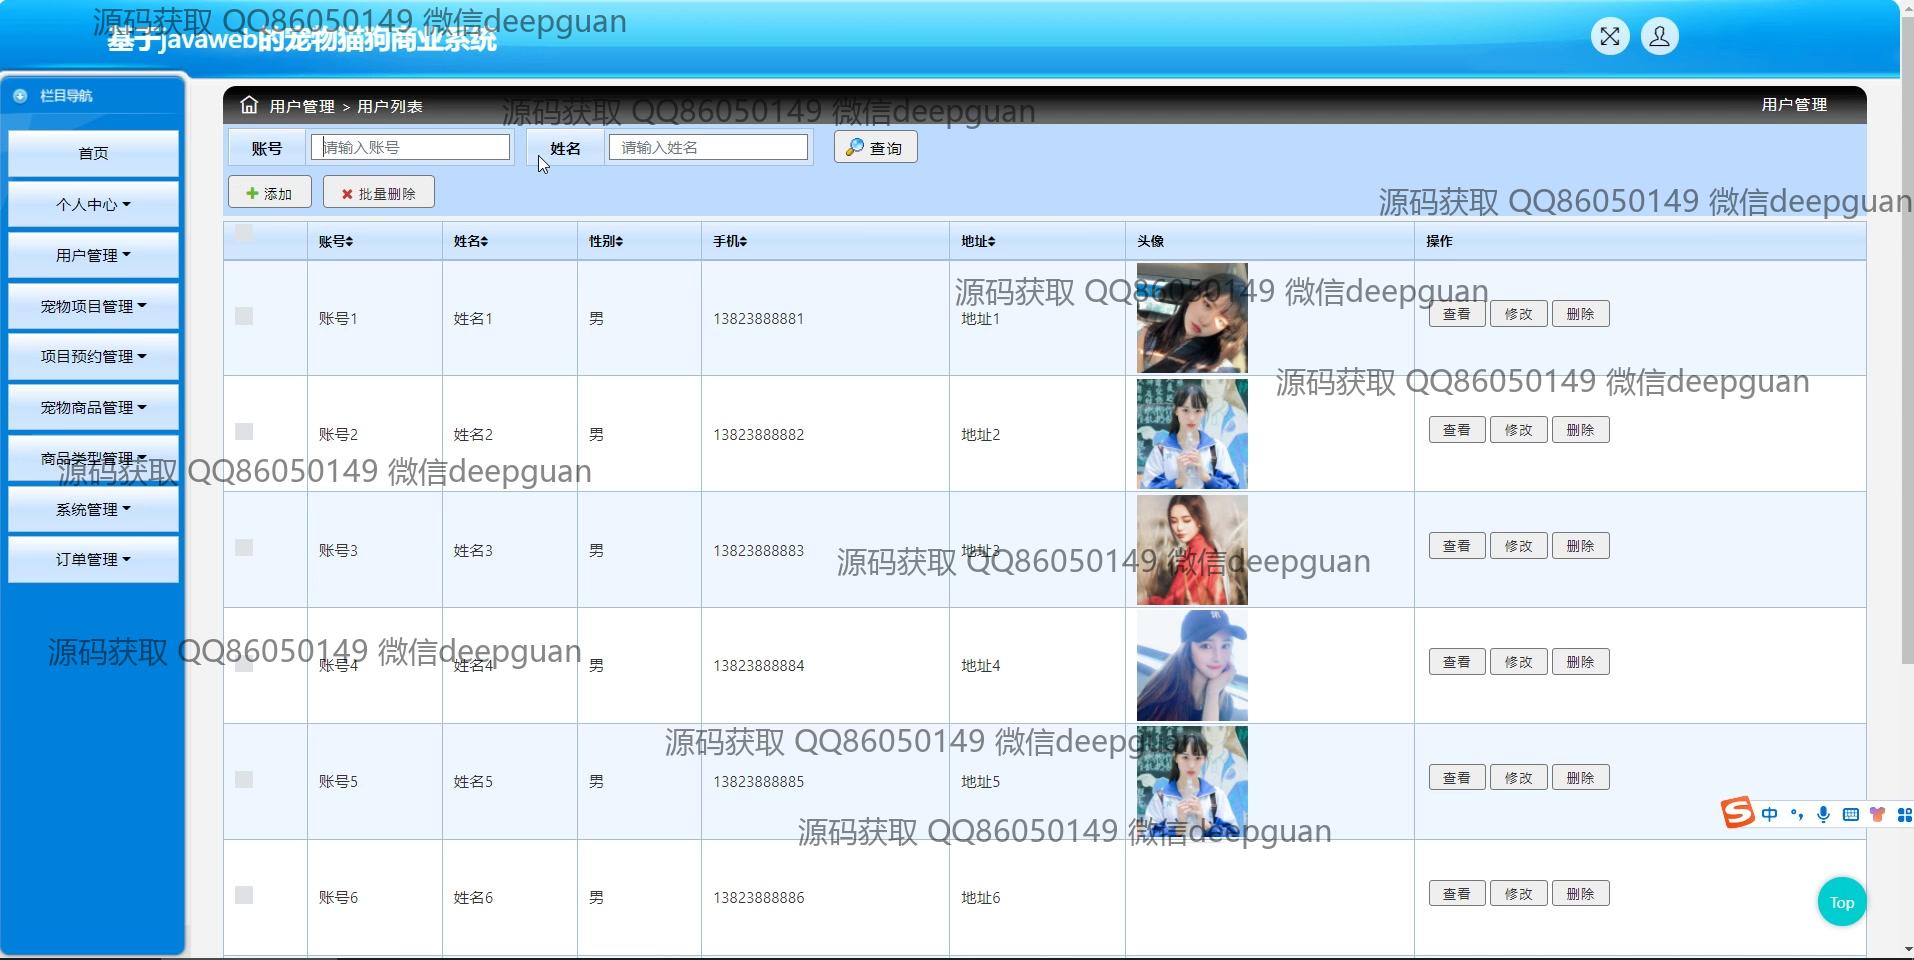 源码获取 QQ86050149 微信deepguan
基于javaweb的宠物猫狗商业系统
栏目导航
用户管理 > 用户列表
源码获取 QQ86050149 微信deepguan
用户管理
首页
个人中心
用户管理
宠物项目管理
项目预约管理
宠物商品管理
商品类型管理
系统管理
订单管理
账号 请输入账号 姓名 请输入姓名 查询
添加 批量删除
源码获取 QQ86050149 微信deepguan
账号 姓名 性别 手机 地址 头像 操作
源码获取 QQ86050149 微信deepguan
账号1 姓名1 男 13823888881 地址1 查看 修改 删除
源码获取 QQ86050149 微信deepguan
账号2 姓名2 男 13823888882 地址2 查看 修改 删除
源码获取 QQ86050149 微信deepguan
账号3 姓名3 男 13823888883 地址3 查看 修改 删除
源码获取 QQ86050149 微信deepguan
源码获取 QQ86050149 微信deepguan
账号4 姓名4 男 13823888884 地址4 查看 修改 删除
源码获取 QQ86050149 微信deepguan
账号5 姓名5 男 13823888885 地址5 查看 修改 删除
中
源码获取 QQ86050149 微信deepguan
账号6 姓名6 男 13823888886 地址6 查看 修改 删除
Top